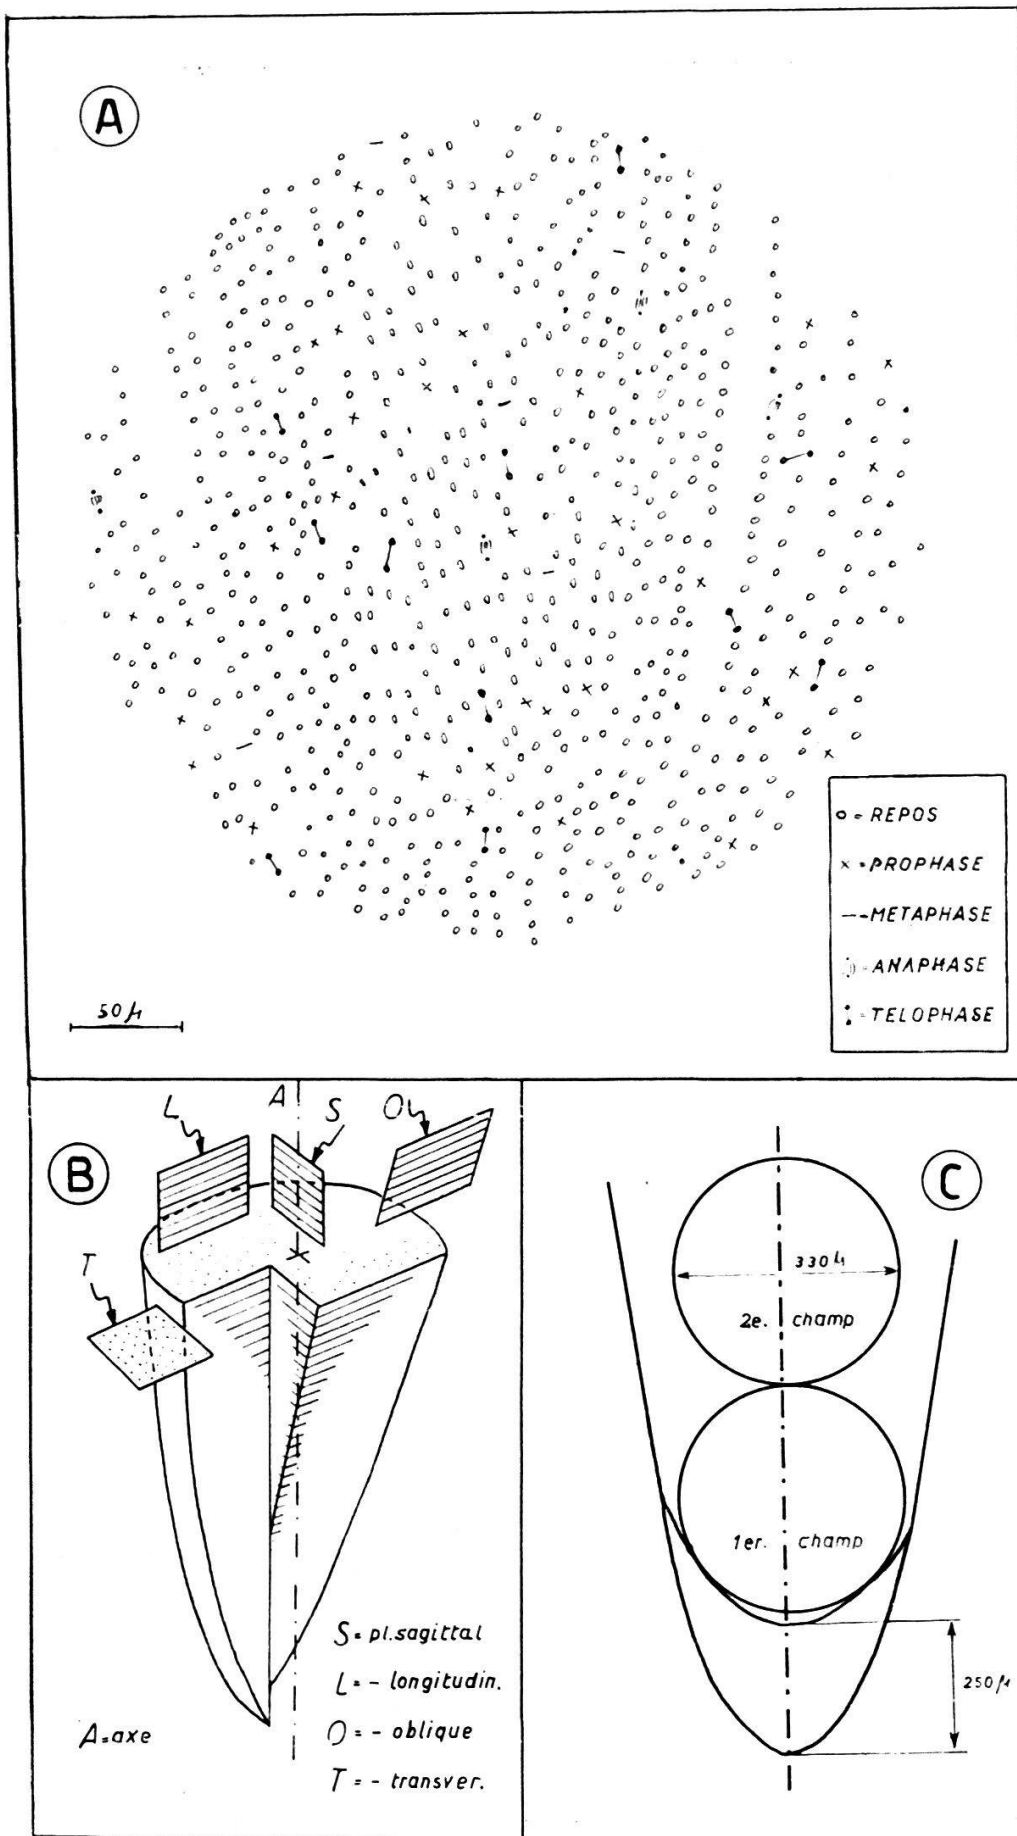 A
o = REPOS
x = PROPHASE
— = METAPHASE
= ANAPHASE
= TELOPHASE
50 µ
B
L
A
S
O
T
S = pl.sagittal
L = - longitudin.
O = - oblique
T = - transver.
A = axe
C
330 µ
2e. champ
1er. champ
250 µ